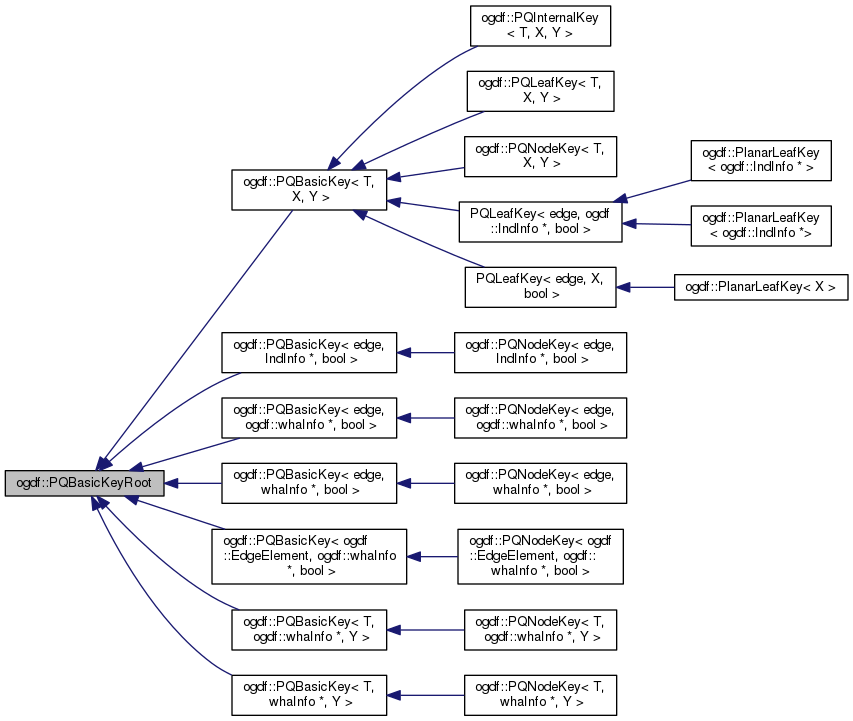 ogdf::PQInternalKey
< T, X, Y >
ogdf::PQLeafKey< T,
X, Y >
ogdf::PQNodeKey< T,
X, Y >
ogdf::PlanarLeafKey
< ogdf::IndInfo * >
ogdf::PQBasicKey< T,
X, Y >
PQLeafKey< edge, ogdf
::IndInfo *, bool >
ogdf::PlanarLeafKey
< ogdf::IndInfo *>
PQLeafKey< edge, X,
bool >
ogdf::PlanarLeafKey< X >
ogdf::PQBasicKey< edge,
IndInfo *, bool >
ogdf::PQNodeKey< edge,
IndInfo *, bool >
ogdf::PQBasicKey< edge,
ogdf::whaInfo *, bool >
ogdf::PQNodeKey< edge,
ogdf::whaInfo *, bool >
ogdf::PQBasicKeyRoot
ogdf::PQBasicKey< edge,
whaInfo *, bool >
ogdf::PQNodeKey< edge,
whaInfo *, bool >
ogdf::PQBasicKey< ogdf
::EdgeElement, ogdf::whaInfo
*, bool >
ogdf::PQNodeKey< ogdf
::EdgeElement, ogdf::
whaInfo *, bool >
ogdf::PQBasicKey< T,
ogdf::whaInfo *, Y >
ogdf::PQNodeKey< T,
ogdf::whaInfo *, Y >
ogdf::PQBasicKey< T,
whaInfo *, Y >
ogdf::PQNodeKey< T,
whaInfo *, Y >